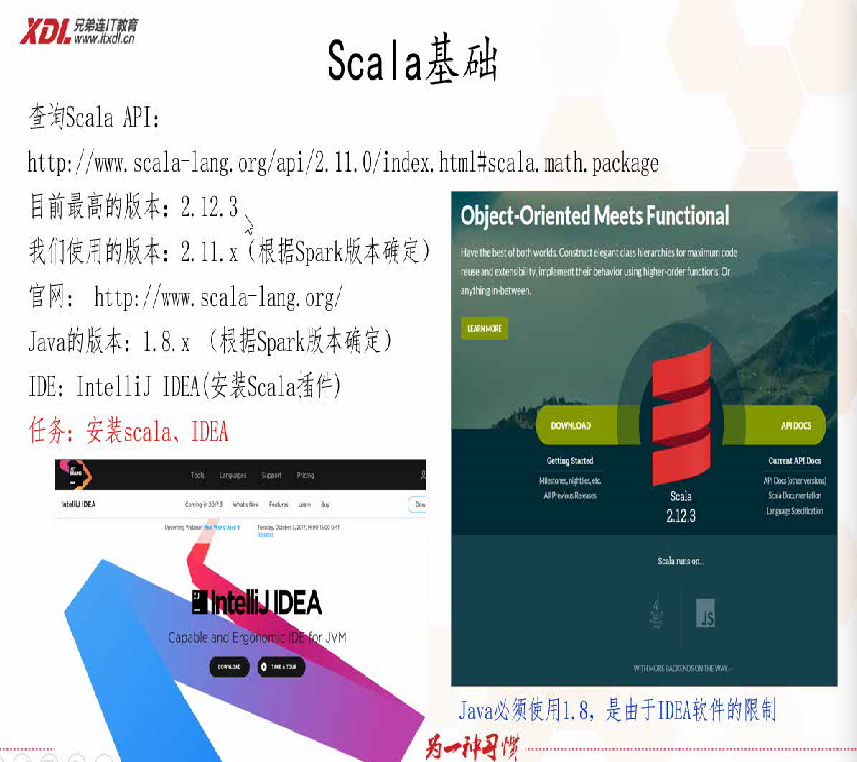 XDL 兄弟连IT教育
www.itxdl.cn
Scala基础
查询Scala API:
http://www.scala-lang.org/api/2.11.0/index.html#scala.math.package
目前最高的版本: 2.12.3
我们使用的版本: 2.11.x (根据Spark版本确定)
官网: http://www.scala-lang.org/
Java的版本: 1.8.x (根据Spark版本确定)
IDE: IntelliJ IDEA(安装Scala插件)
任务: 安装scala、IDEA
Object-Oriented Meets Functional
Have the best of both worlds. Construct elegant class hierarchies for maximum code
reuse and extensibility, implement their behavior using higher-order functions. Or
anything in-between.
LEARN MORE
DOWNLOAD
API DOCS
Getting Started
Milestones, nightlies, etc.
All Previous Releases
Current API Docs
API Docs (other versions)
Scala Documentation
Language Specification
Scala
2.12.3
Scala runs on...
JS
WITH MORE BACKENDS ON THE WAY...
Tools Languages Support Pricing
IntelliJ IDEA
Coming in 2017.3 What's New Features Learn Buy
Tuesday, October 3, 2017, 14:00-15:00 GMT
IntelliJ IDEA
Capable and Ergonomic IDE for JVM
DOWNLOAD
TAKE A TOUR
Java必须使用1.8, 是由于IDEA软件的限制
为一种习惯